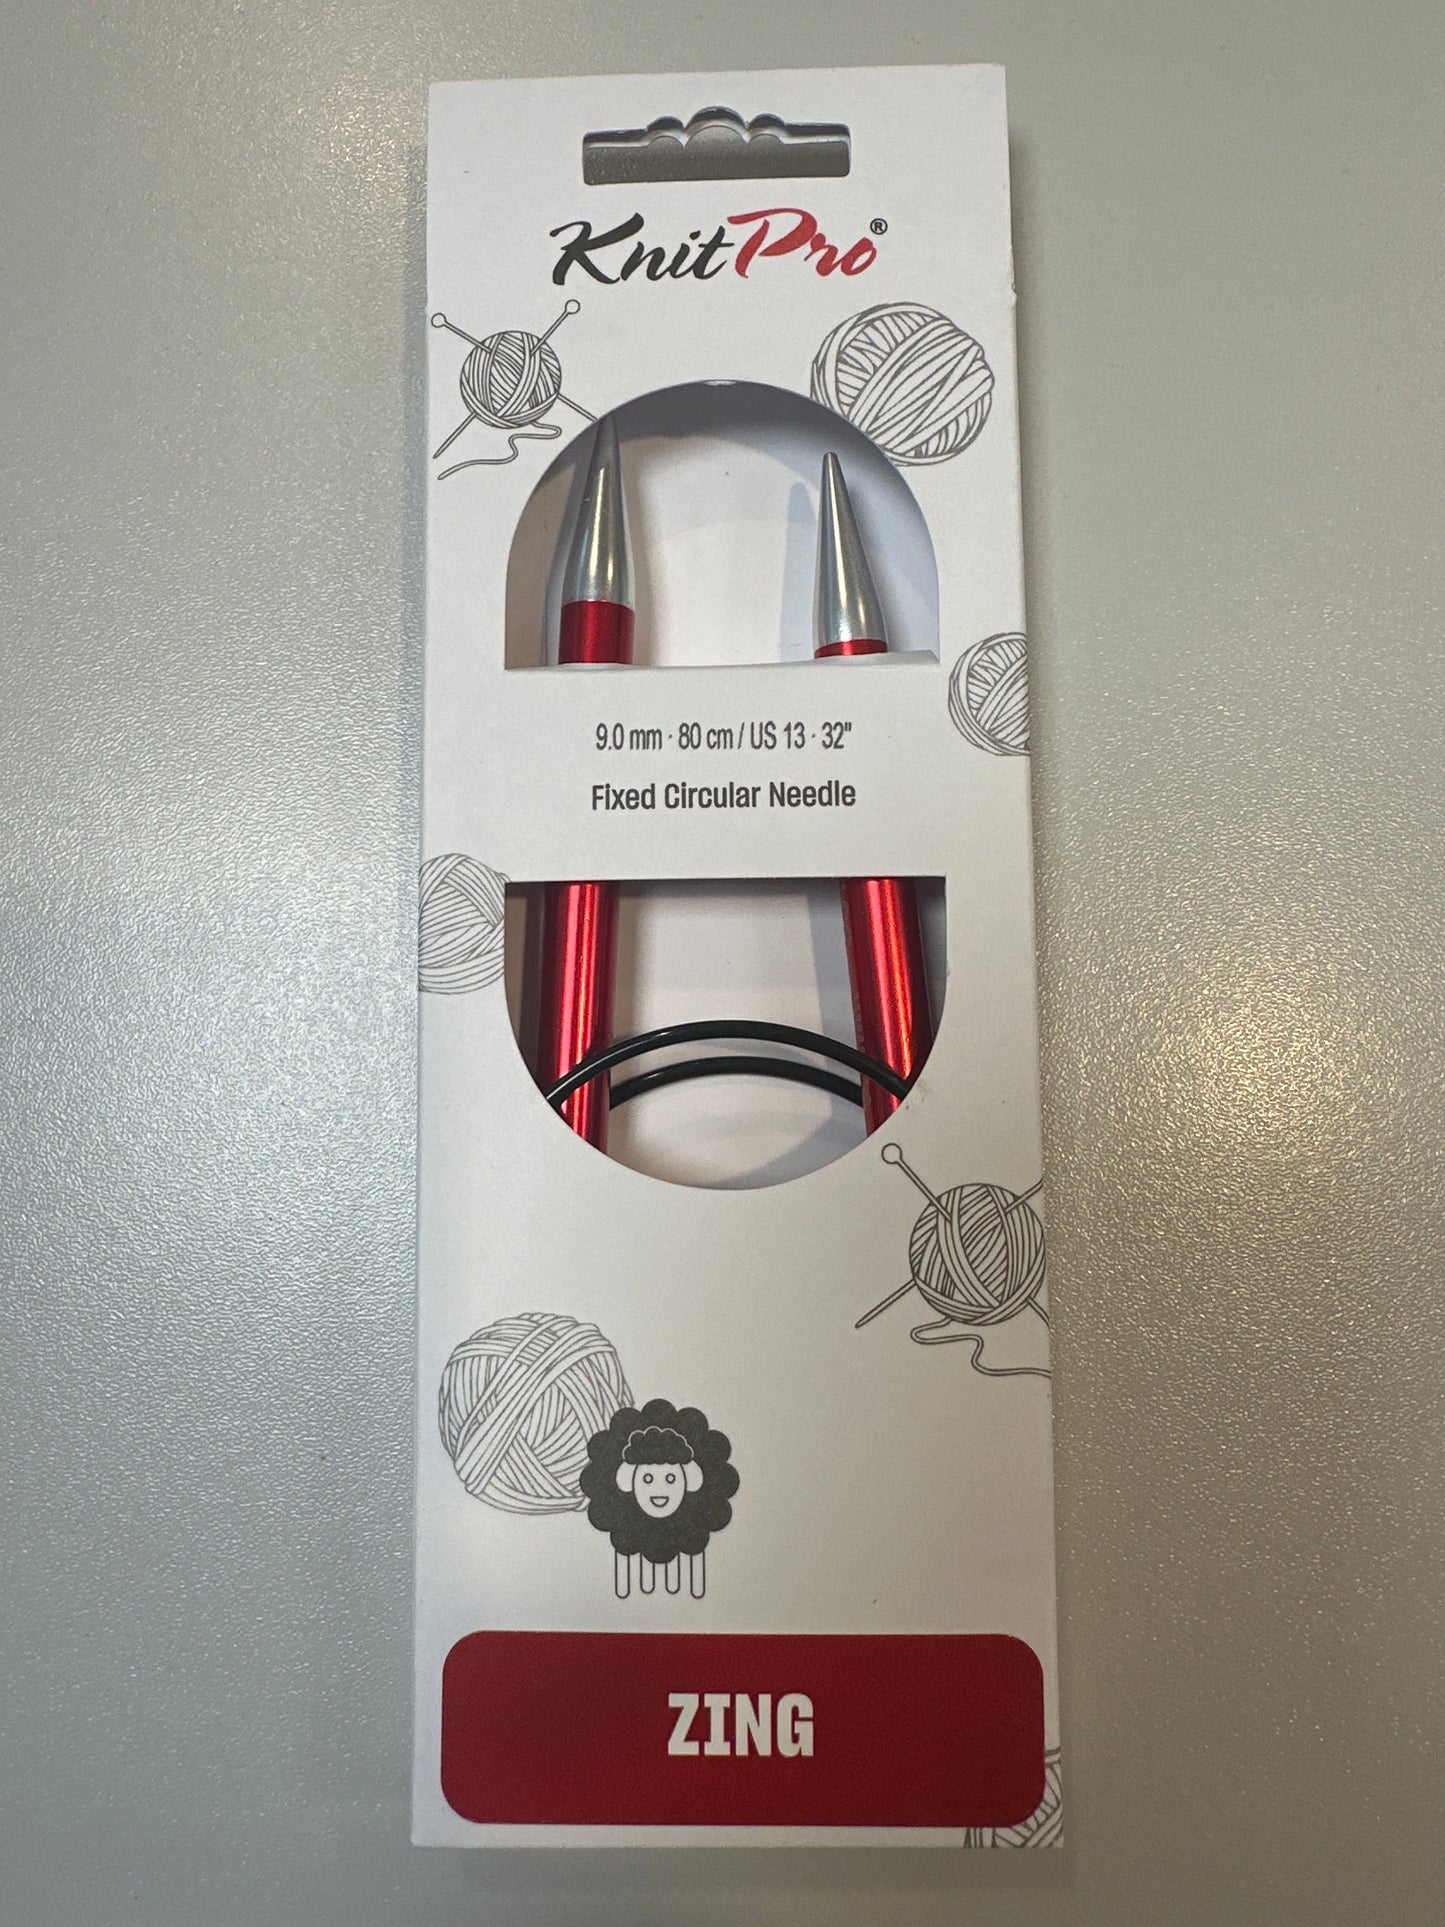 KnitPro®
9.0 mm · 80 cm / US 13 · 32"
Fixed Circular Needle
ZING